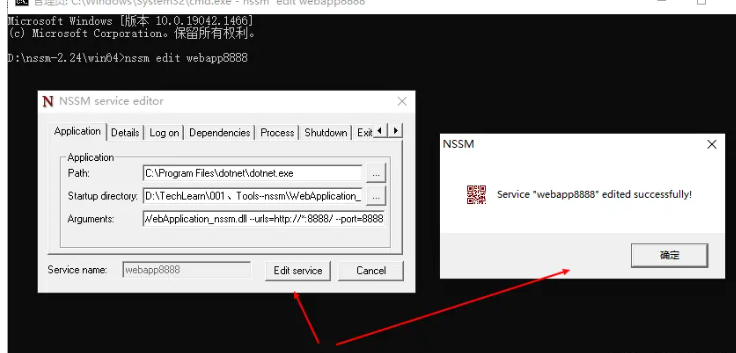 管理员: C:\Windows\System32\cmd.exe - nssm edit webapp8888
Microsoft Windows [版本 10.0.19042.1466]
(c) Microsoft Corporation。保留所有权利。
D:\nssm-2.24\win64>nssm edit webapp8888
NSSM service editor
Application Details Log on Dependencies Process Shutdown Exit
Application
Path: C:\Program Files\dotnet\dotnet.exe ...
Startup directory: D:\TechLearn\001、Tools--nssm\WebApplication_ ...
Arguments: WebApplication_nssm.dll --urls=http://*:8888/ --port=8888
Service name: webapp8888 Edit service Cancel
NSSM
Service "webapp8888" edited successfully!
确定